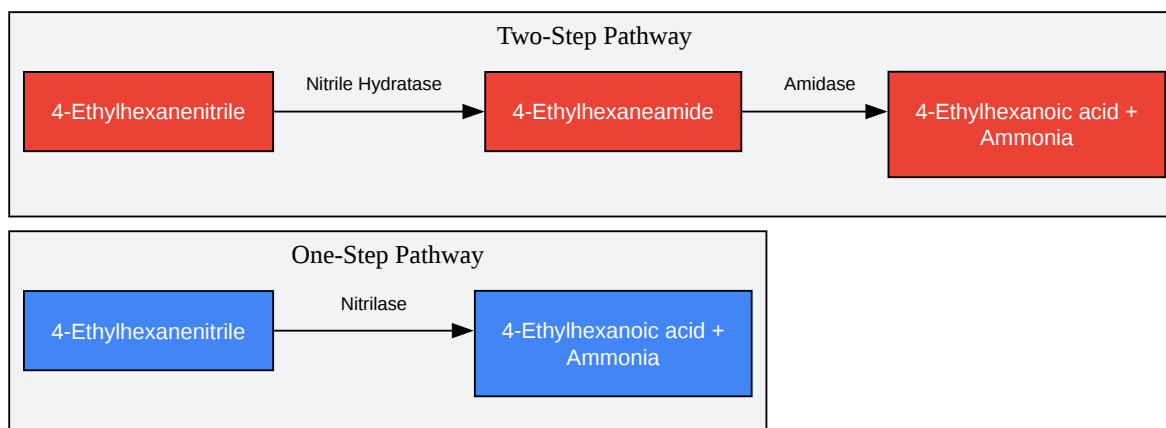 Two-Step Pathway
4-Ethylhexanenitrile
Nitrile Hydratase
4-Ethylhexaneamide
Amidase
4-Ethylhexanoic acid +
Ammonia
One-Step Pathway
4-Ethylhexanenitrile
Nitrilase
4-Ethylhexanoic acid +
Ammonia